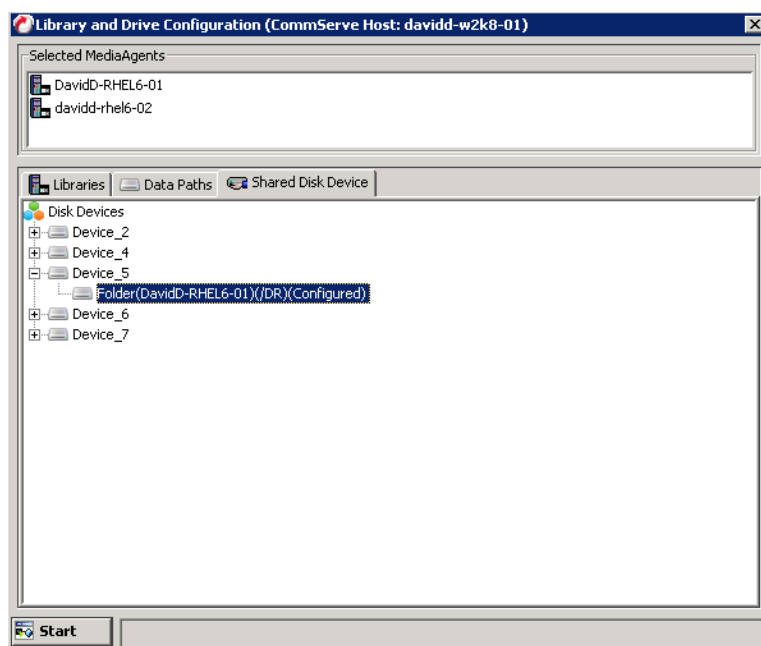 Library and Drive Configuration (CommServe Host: davidd-w2k8-01)
Selected MediaAgents
DavidD-RHEL6-01
davidd-rhel6-02
Libraries Data Paths Shared Disk Device
Disk Devices
Device_2
Device_4
Device_5
Folder(DavidD-RHEL6-01)(/DR)(Configured)
Device_6
Device_7
Start